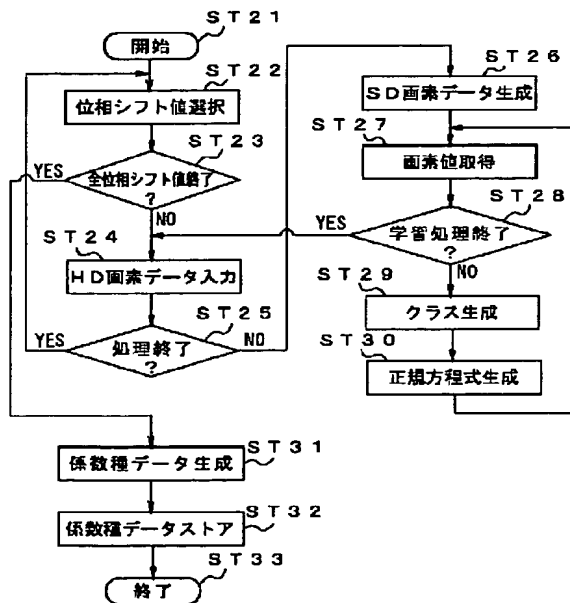 ST21
開始
ST22
位相シフト値選択
ST23
YES
全位相シフト値終了
?
NO
ST24
HD画素データ入力
ST25
YES
処理終了
?
NO
ST26
SD画素データ生成
ST27
画素値取得
ST28
YES
学習処理終了
?
NO
ST29
クラス生成
ST30
正規方程式生成
ST31
係数種データ生成
ST32
係数種データストア
ST33
終了